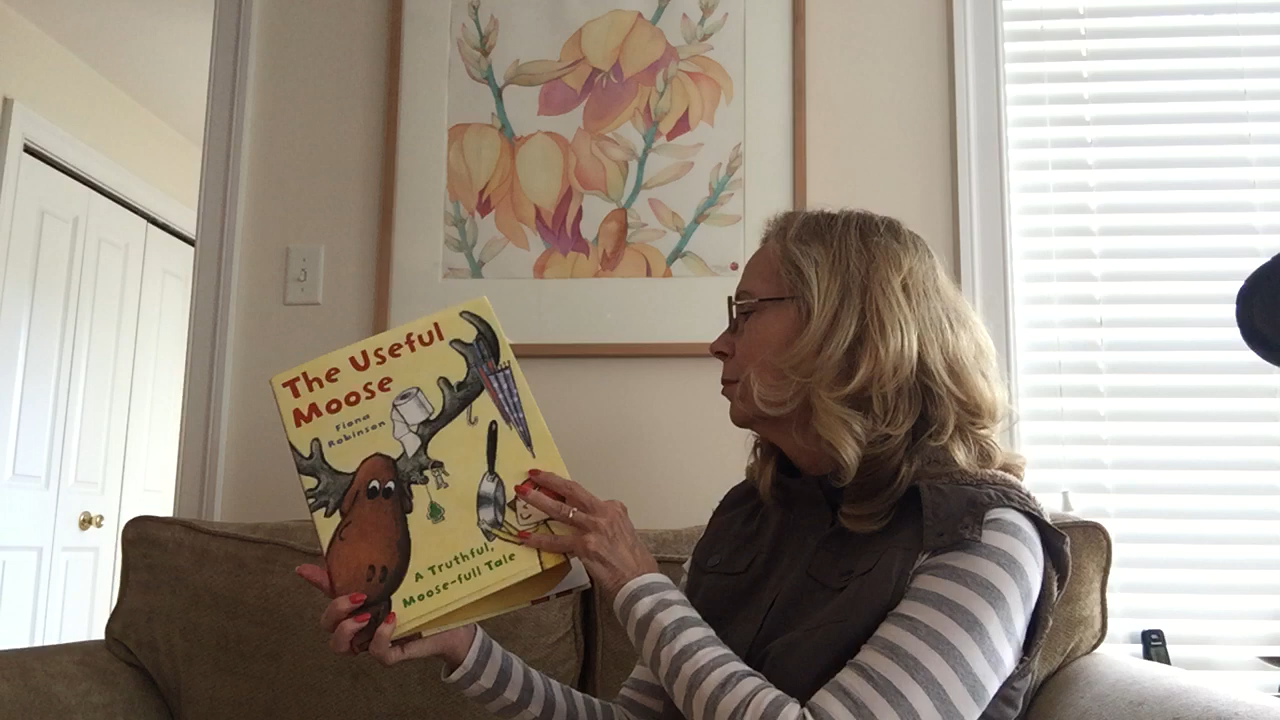 The Useful
Moose
Fiona
Robinson
A Truthful,
Moose-full Tale